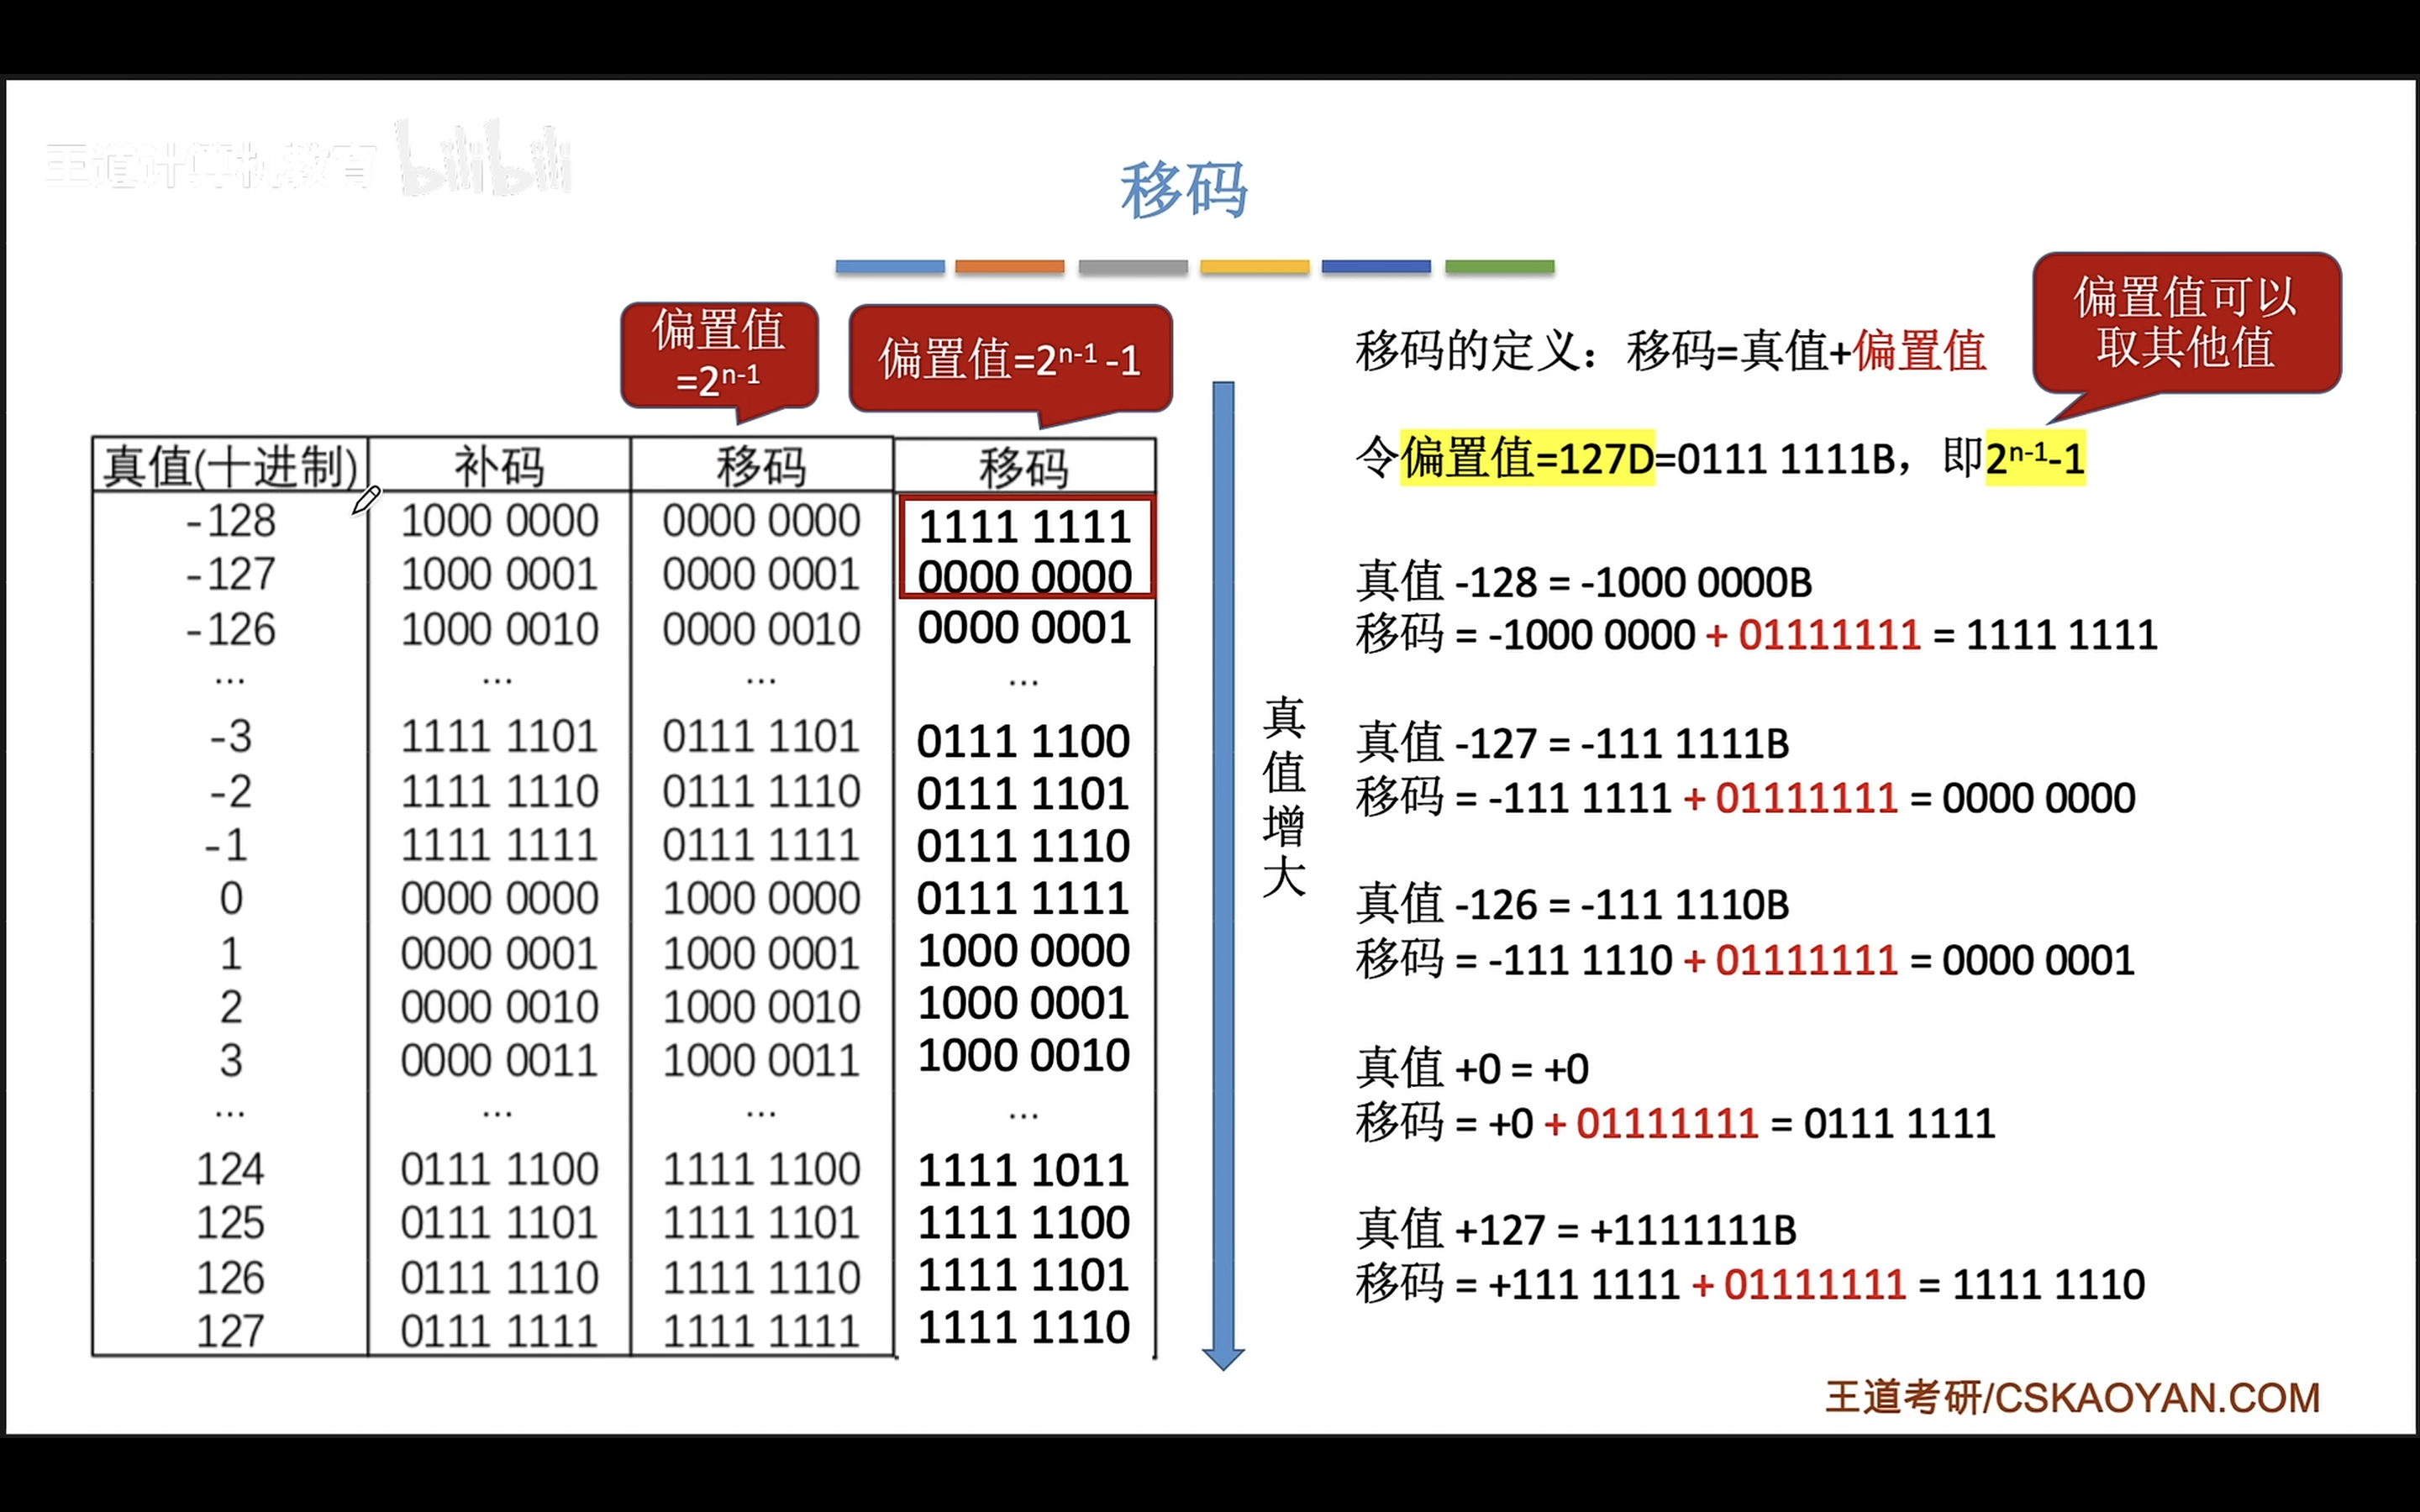 王道计算机教育 bilibili
移码
偏置值
=2ⁿ⁻¹
偏置值=2ⁿ⁻¹ -1
偏置值可以
取其他值
移码的定义：移码=真值+偏置值
令偏置值=127D=0111 1111B，即2ⁿ⁻¹-1
真值(十进制) 补码 移码 移码
-128 1000 0000 0000 0000 1111 1111
-127 1000 0001 0000 0001 0000 0000
-126 1000 0010 0000 0010 0000 0001
... ... ... ...
-3 1111 1101 0111 1101 0111 1100
-2 1111 1110 0111 1110 0111 1101
-1 1111 1111 0111 1111 0111 1110
0 0000 0000 1000 0000 0111 1111
1 0000 0001 1000 0001 1000 0000
2 0000 0010 1000 0010 1000 0001
3 0000 0011 1000 0011 1000 0010
... ... ... ...
124 0111 1100 1111 1100 1111 1011
125 0111 1101 1111 1101 1111 1100
126 0111 1110 1111 1110 1111 1101
127 0111 1111 1111 1111 1111 1110
真值增大
真值 -128 = -1000 0000B
移码 = -1000 0000 + 01111111 = 1111 1111
真值 -127 = -111 1111B
移码 = -111 1111 + 01111111 = 0000 0000
真值 -126 = -111 1110B
移码 = -111 1110 + 01111111 = 0000 0001
真值 +0 = +0
移码 = +0 + 01111111 = 0111 1111
真值 +127 = +1111111B
移码 = +111 1111 + 01111111 = 1111 1110
王道考研/CSKAOYAN.COM